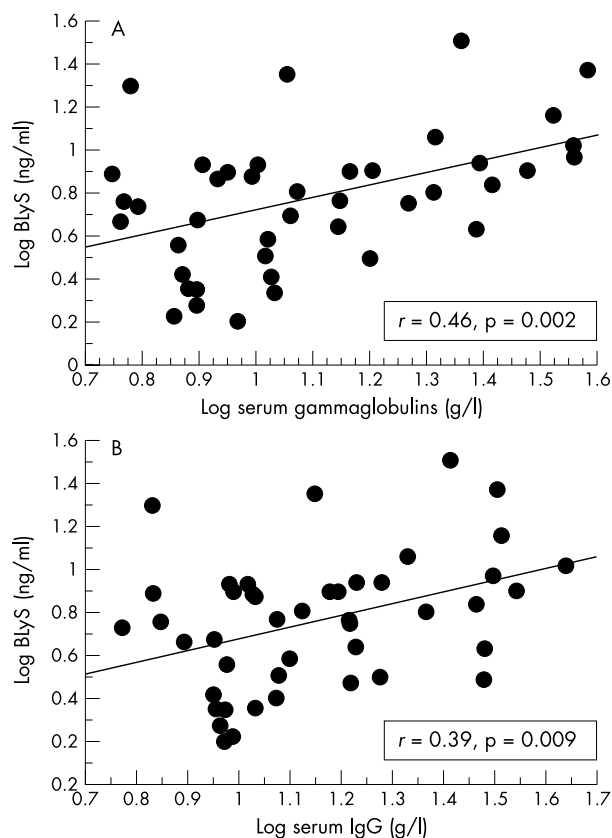 A
1.6
1.4
1.2
1.0
0.8
0.6
0.4
0.2
0
Log BLyS (ng/ml)
r = 0.46, p = 0.002
0.7 0.8 0.9 1 1.1 1.2 1.3 1.4 1.5 1.6
Log serum gammaglobulins (g/l)
B
1.6
1.4
1.2
1.0
0.8
0.6
0.4
0.2
0.2
Log BLyS (ng/ml)
r = 0.39, p = 0.009
0.7 0.8 0.9 1 1.1 1.2 1.3 1.4 1.5 1.6 1.7
Log serum IgG (g/l)